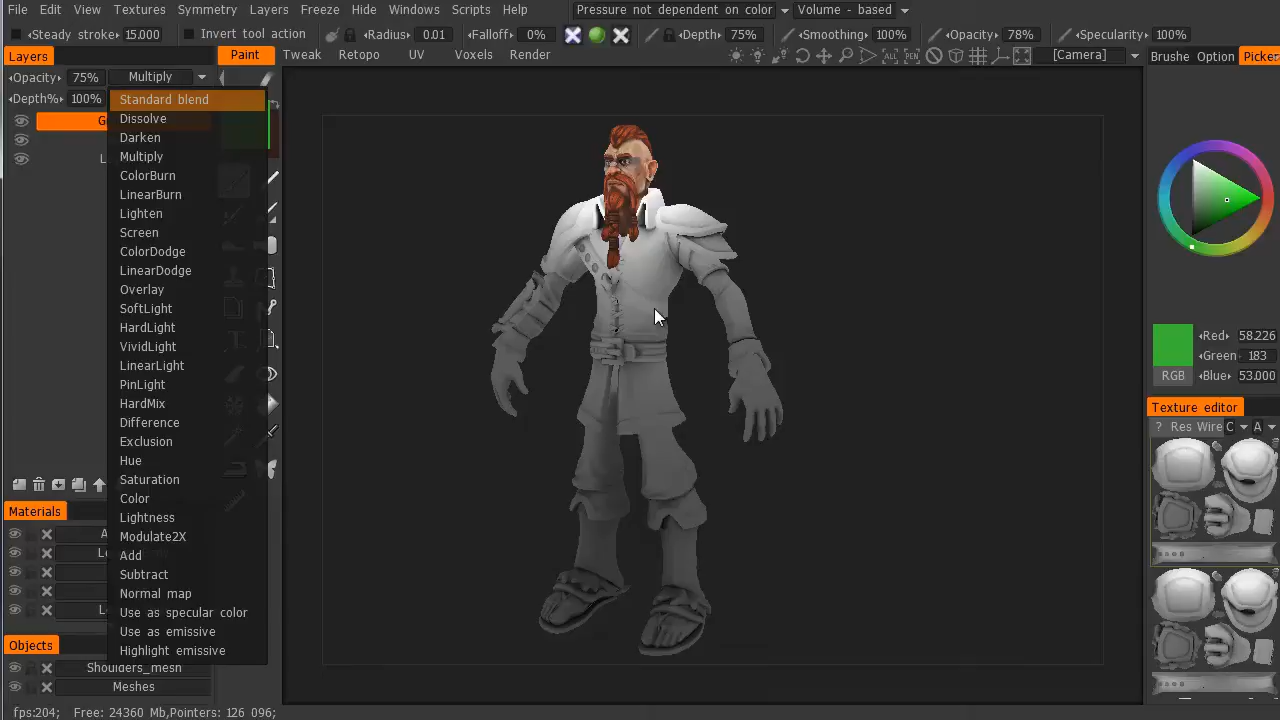 File Edit View Textures Symmetry Layers Freeze Hide Windows Scripts Help Pressure not dependent on color Volume - based
Steady stroke 15.000 Invert tool action Radius 0.01 Falloff 0% Depth 75% Smoothing 100% Opacity 78% Specularity 100%
Layers Paint Tweak Retopo UV Voxels Render ALL DEN [Camera] Brushe Option Picker
Opacity 75% Multiply
Depth% 100% Standard blend
Dissolve
Darken
Multiply
ColorBurn
LinearBurn
Lighten
Screen
ColorDodge
LinearDodge
Overlay
SoftLight
HardLight
VividLight
LinearLight
PinLight
HardMix
Difference
Exclusion
Hue
Saturation
Color
Lightness
Modulate2X
Add
Subtract
Normal map
Use as specular color
Use as emissive
Highlight emissive
Materials
Objects
Shoulders_mesh
Meshes
Red 58.226
Green 183
RGB Blue 53.000
Texture editor
? Res Wire C A
fps:204; Free: 24360 Mb,Pointers: 126 096;